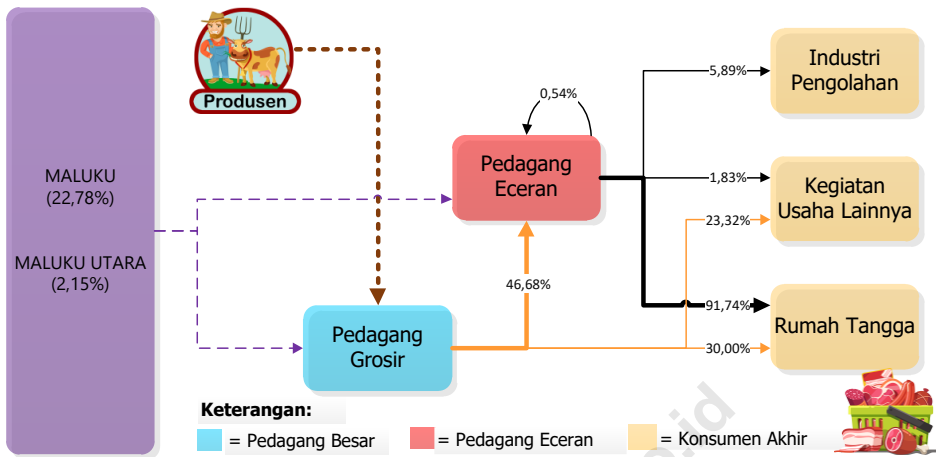 MALUKU
(22,78%)
MALUKU UTARA
(2,15%)
Produsen
Pedagang
Eceran
0,54%
Pedagang
Grosir
46,68%
5,89%
1,83%
23,32%
91,74%
30,00%
Industri
Pengolahan
Kegiatan
Usaha Lainnya
Rumah Tangga
Keterangan:
= Pedagang Besar
= Pedagang Eceran
= Konsumen Akhir
o.id